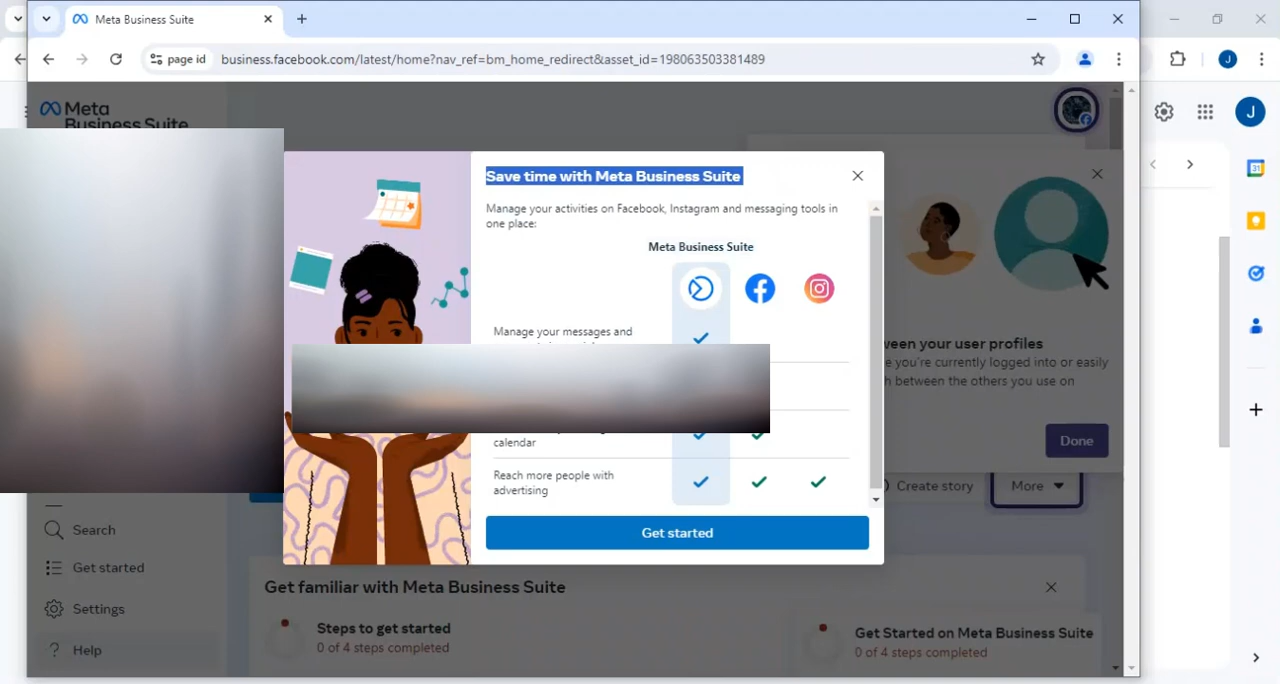 Meta Business Suite
page id
business.facebook.com/latest/home?nav_ref=bm_home_redirect&asset_id=198063503381489
J
Meta
Business Suite
J
Save time with Meta Business Suite
Manage your activities on Facebook, Instagram and messaging tools in
one place:
Meta Business Suite
Manage your messages and
calendar
Reach more people with
advertising
Get started
your user profiles
you're currently logged into or easily
between the others you use on
Done
Create story
More
Search
Get started
Settings
? Help
Get familiar with Meta Business Suite
Steps to get started
0 of 4 steps completed
Get Started on Meta Business Suite
0 of 4 steps completed